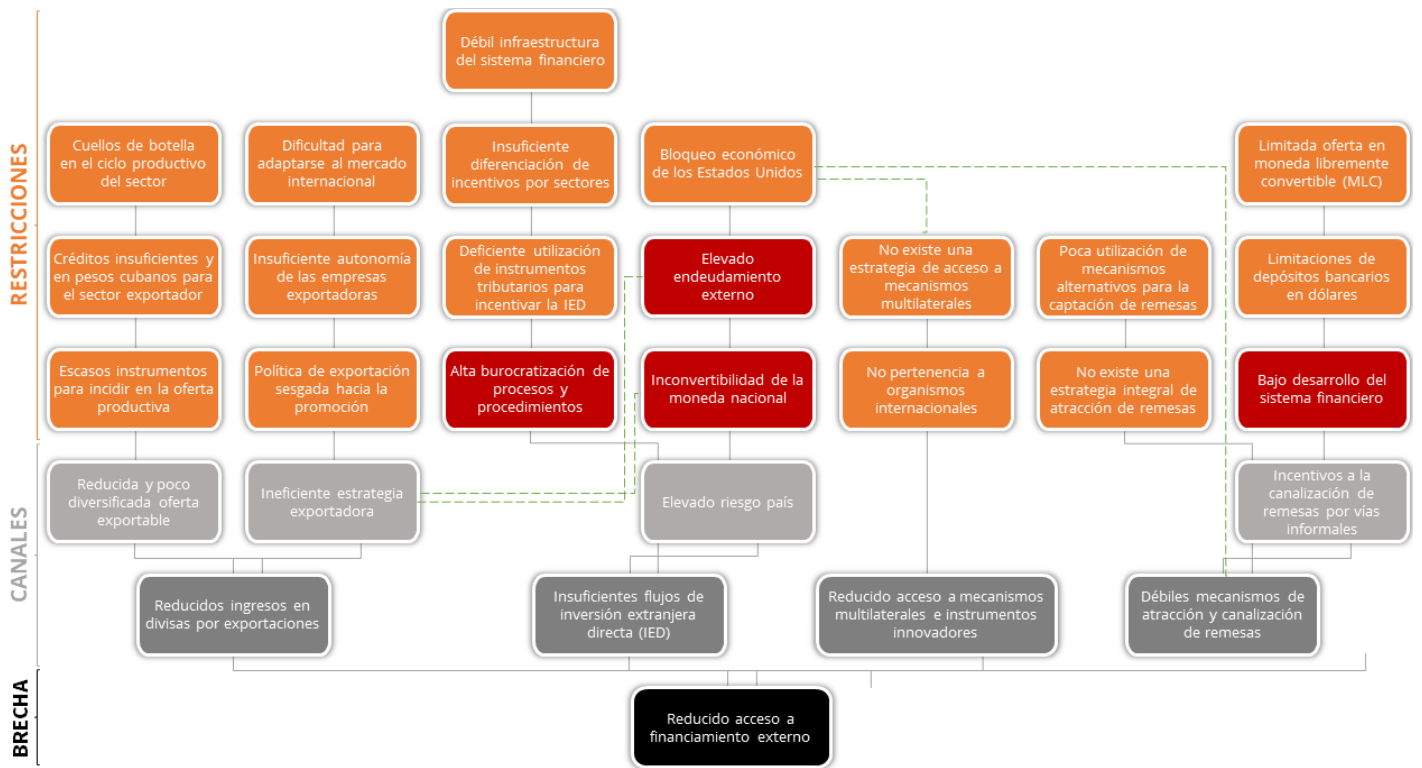 Débil infraestructura
del sistema financiero
RESTRICCIONES
Cuellos de botella
en el ciclo productivo
del sector
Dificultad para
adaptarse al mercado
internacional
Insuficiente
diferenciación de
incentivos por sectores
Bloqueo económico
de los Estados Unidos
Limitada oferta en
moneda libremente
convertible (MLC)
Créditos insuficientes y
en pesos cubanos para
el sector exportador
Insuficiente autonomía
de las empresas
exportadoras
Deficiente utilización
de instrumentos
tributarios para
incentivar la IED
Elevado
endeudamiento
externo
No existe una
estrategia de acceso a
mecanismos
multilaterales
Poca utilización de
mecanismos
alternativos para la
captación de remesas
Limitaciones de
depósitos bancarios
en dólares
Escasos instrumentos
para incidir en la oferta
productiva
Política de exportación
sesgada hacia la
promoción
Alta burocratización de
procesos y
procedimientos
Inconvertibilidad de la
moneda nacional
No pertenencia a
organismos
internacionales
No existe una
estrategia integral de
atracción de remesas
Bajo desarrollo del
sistema financiero
CANALES
Reducida y poco
diversificada oferta
exportable
Ineficiente estrategia
exportadora
Elevado riesgo país
Incentivos a la
canalización de
remesas por vías
informales
Reducidos ingresos en
divisas por exportaciones
Insuficientes flujos de
inversión extranjera
directa (IED)
Reducido acceso a mecanismos
multilaterales e instrumentos
innovadores
Débiles mecanismos de
atracción y canalización
de remesas
BRECHA
Reducido acceso a
financiamiento externo